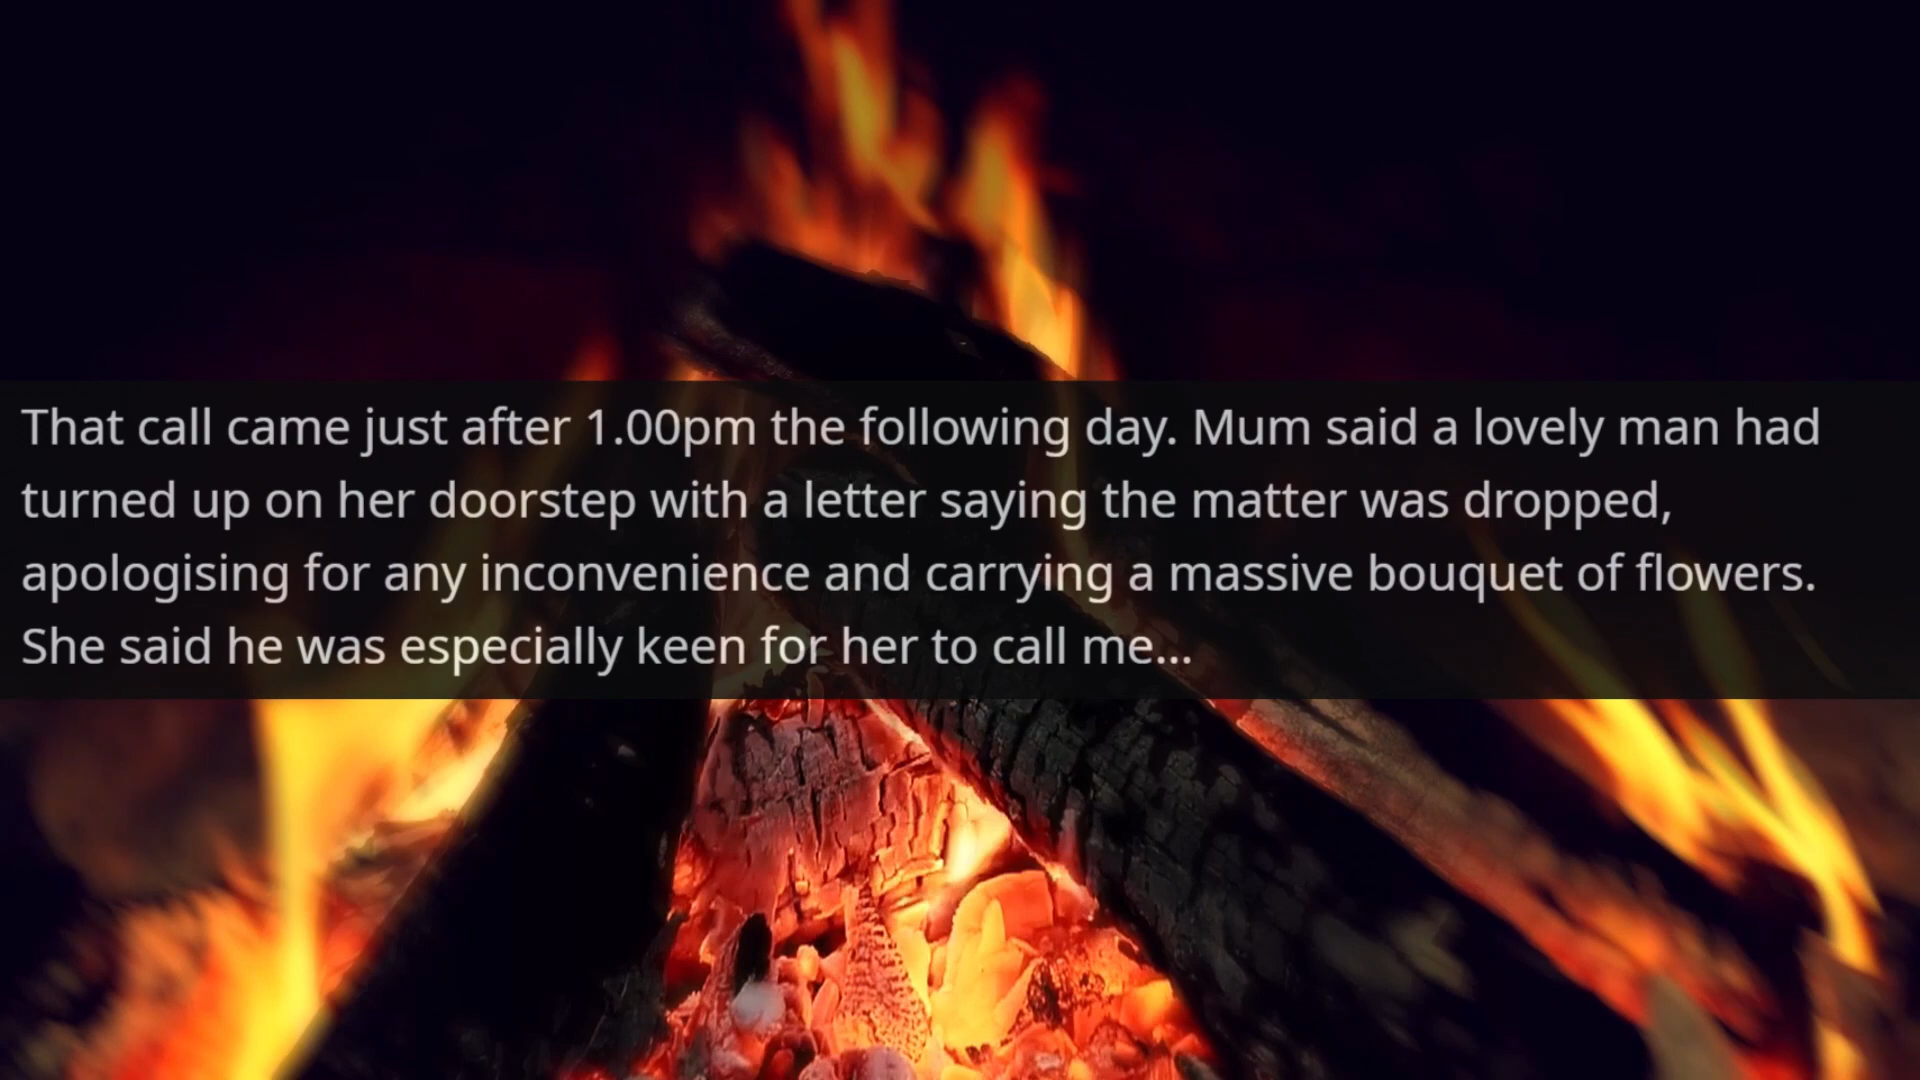 That call came just after 1.00pm the following day. Mum said a lovely man had
turned up on her doorstep with a letter saying the matter was dropped,
apologising for any inconvenience and carrying a massive bouquet of flowers.
She said he was especially keen for her to call me...